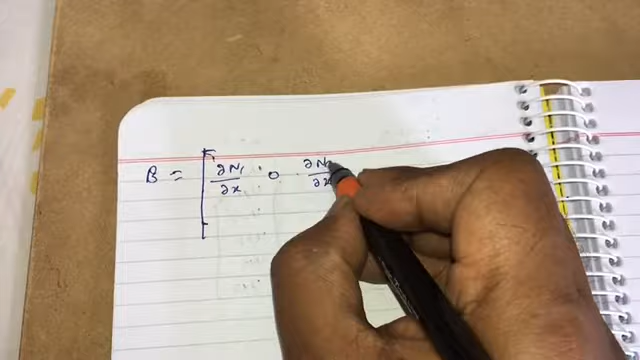 B = [ ∂N₁/∂x 0 ∂N/∂x